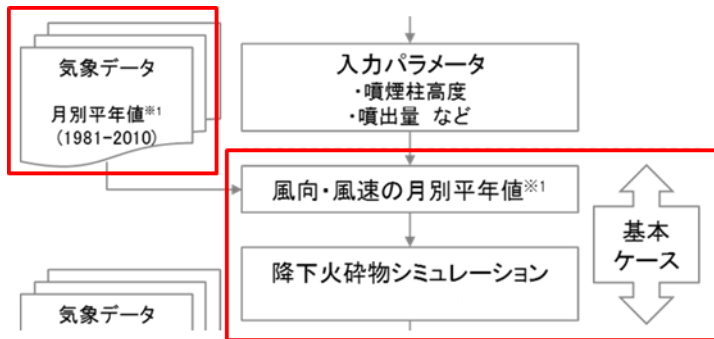 気象データ
月別平年値※1
(1981-2010)
入力パラメータ
・噴煙柱高度
・噴出量 など
風向・風速の月別平年値※1
降下火砕物シミュレーション
基本
ケース
気象データ